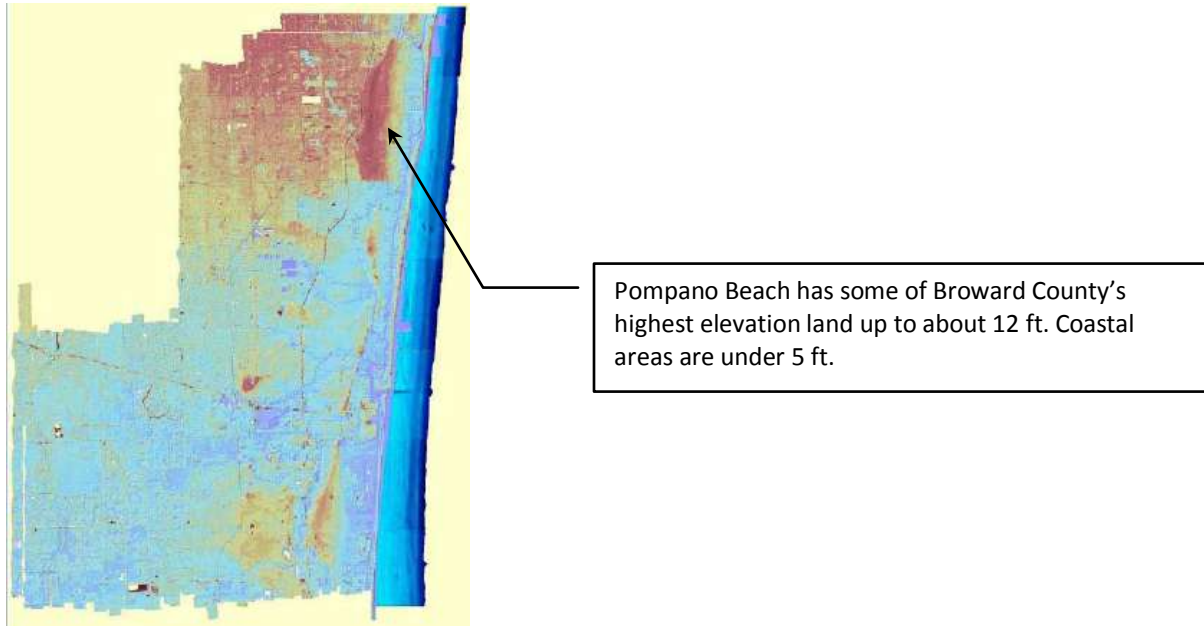 Pompano Beach has some of Broward County’s
highest elevation land up to about 12 ft. Coastal
areas are under 5 ft.